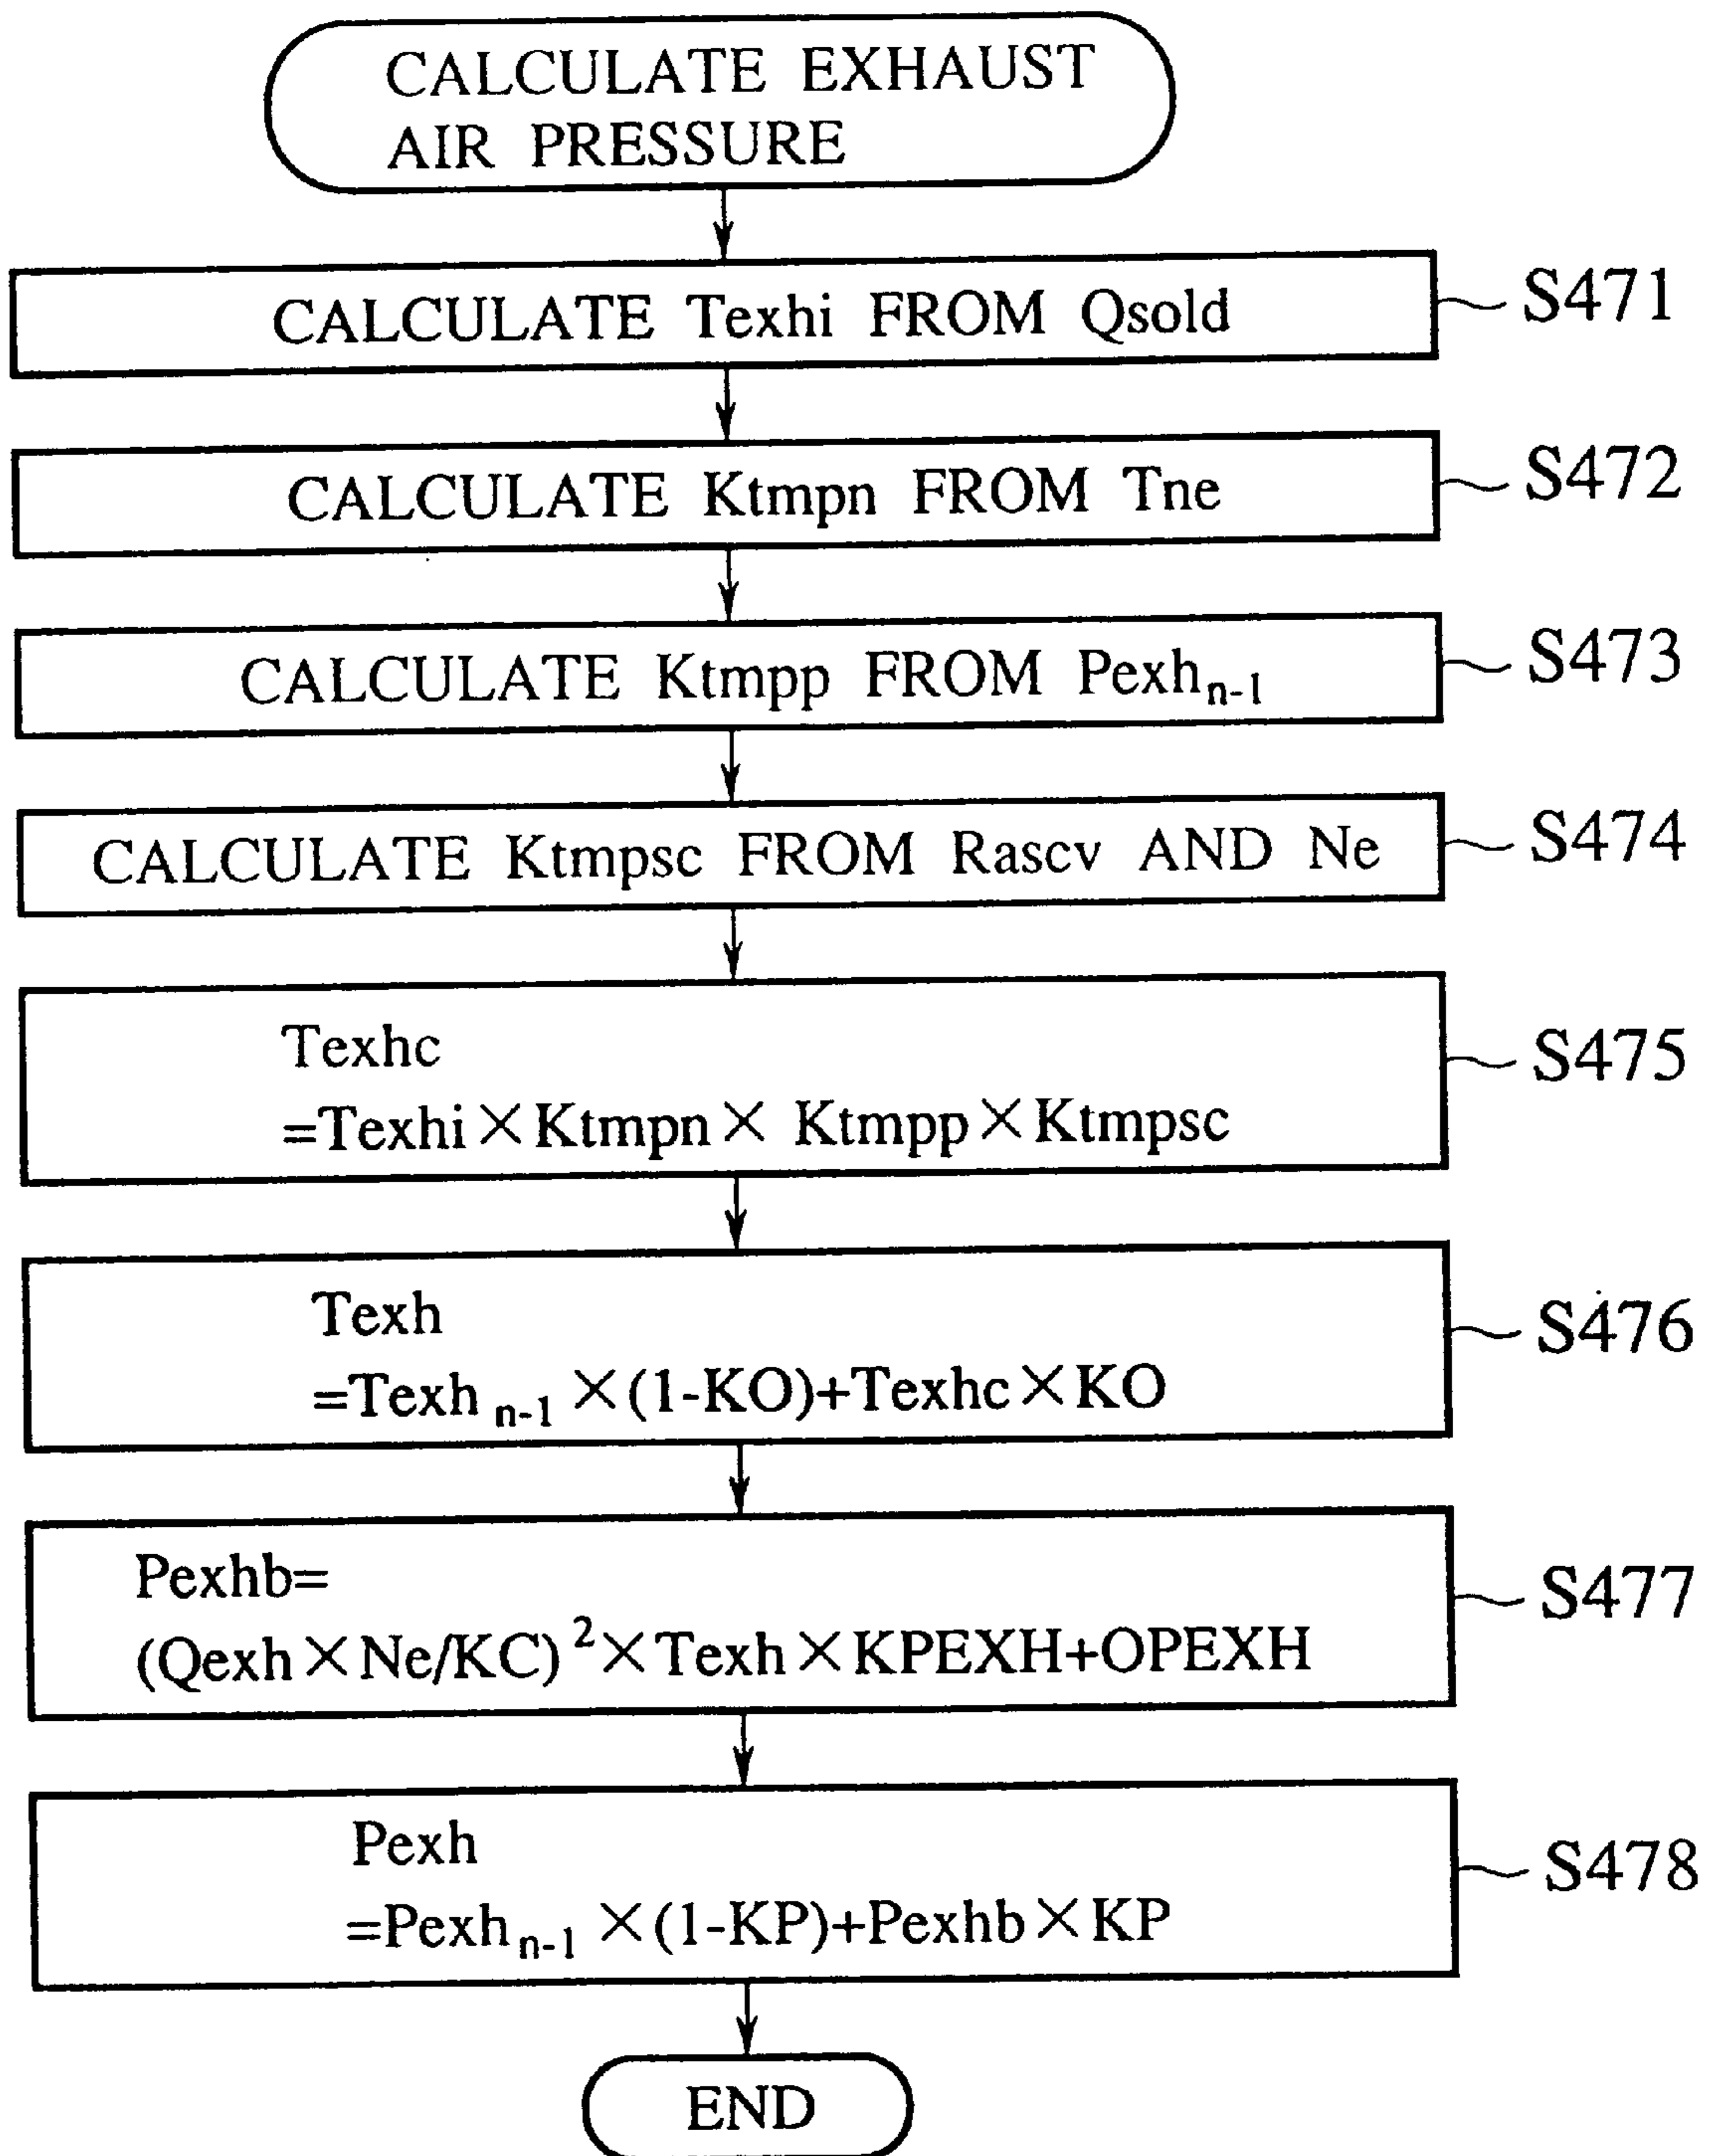 CALCULATE EXHAUST
AIR PRESSURE
CALCULATE Texhi FROM Qsold
S471
CALCULATE Ktmpn FROM Tne
S472
CALCULATE Ktmpp FROM Pexhn-1
S473
CALCULATE Ktmpsc FROM Rascv AND Ne
S474
Texhc
=Texhi×Ktmpn× Ktmpp×Ktmpsc
S475
Texh
=Texh n-1 ×(1-KO)+Texhc×KO
S476
Pexhb=
(Qexh×Ne/KC)²×Texh×KPEXH+OPEXH
S477
Pexh
=Pexhn-1 ×(1-KP)+Pexhb×KP
S478
END